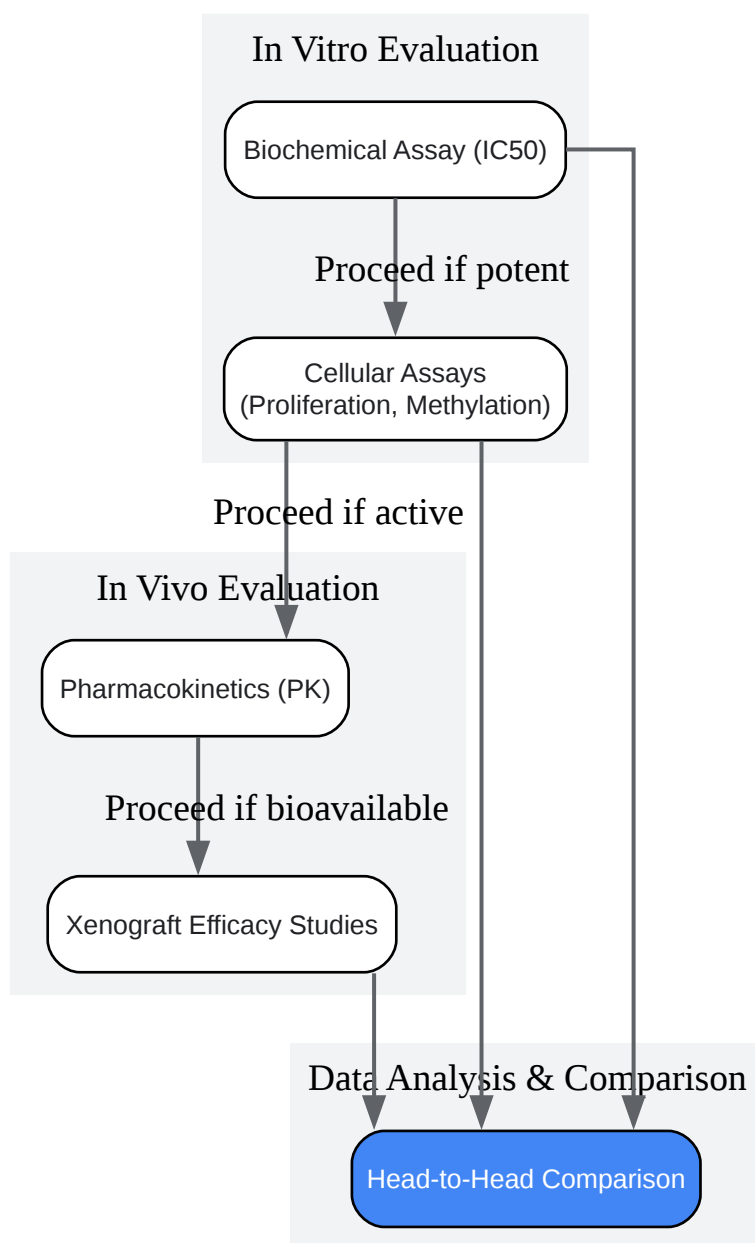 In Vitro Evaluation
Biochemical Assay (IC50)
Proceed if potent
Cellular Assays
(Proliferation, Methylation)
Proceed if active
In Vivo Evaluation
Pharmacokinetics (PK)
Proceed if bioavailable
Xenograft Efficacy Studies
Data Analysis & Comparison
Head-to-Head Comparison